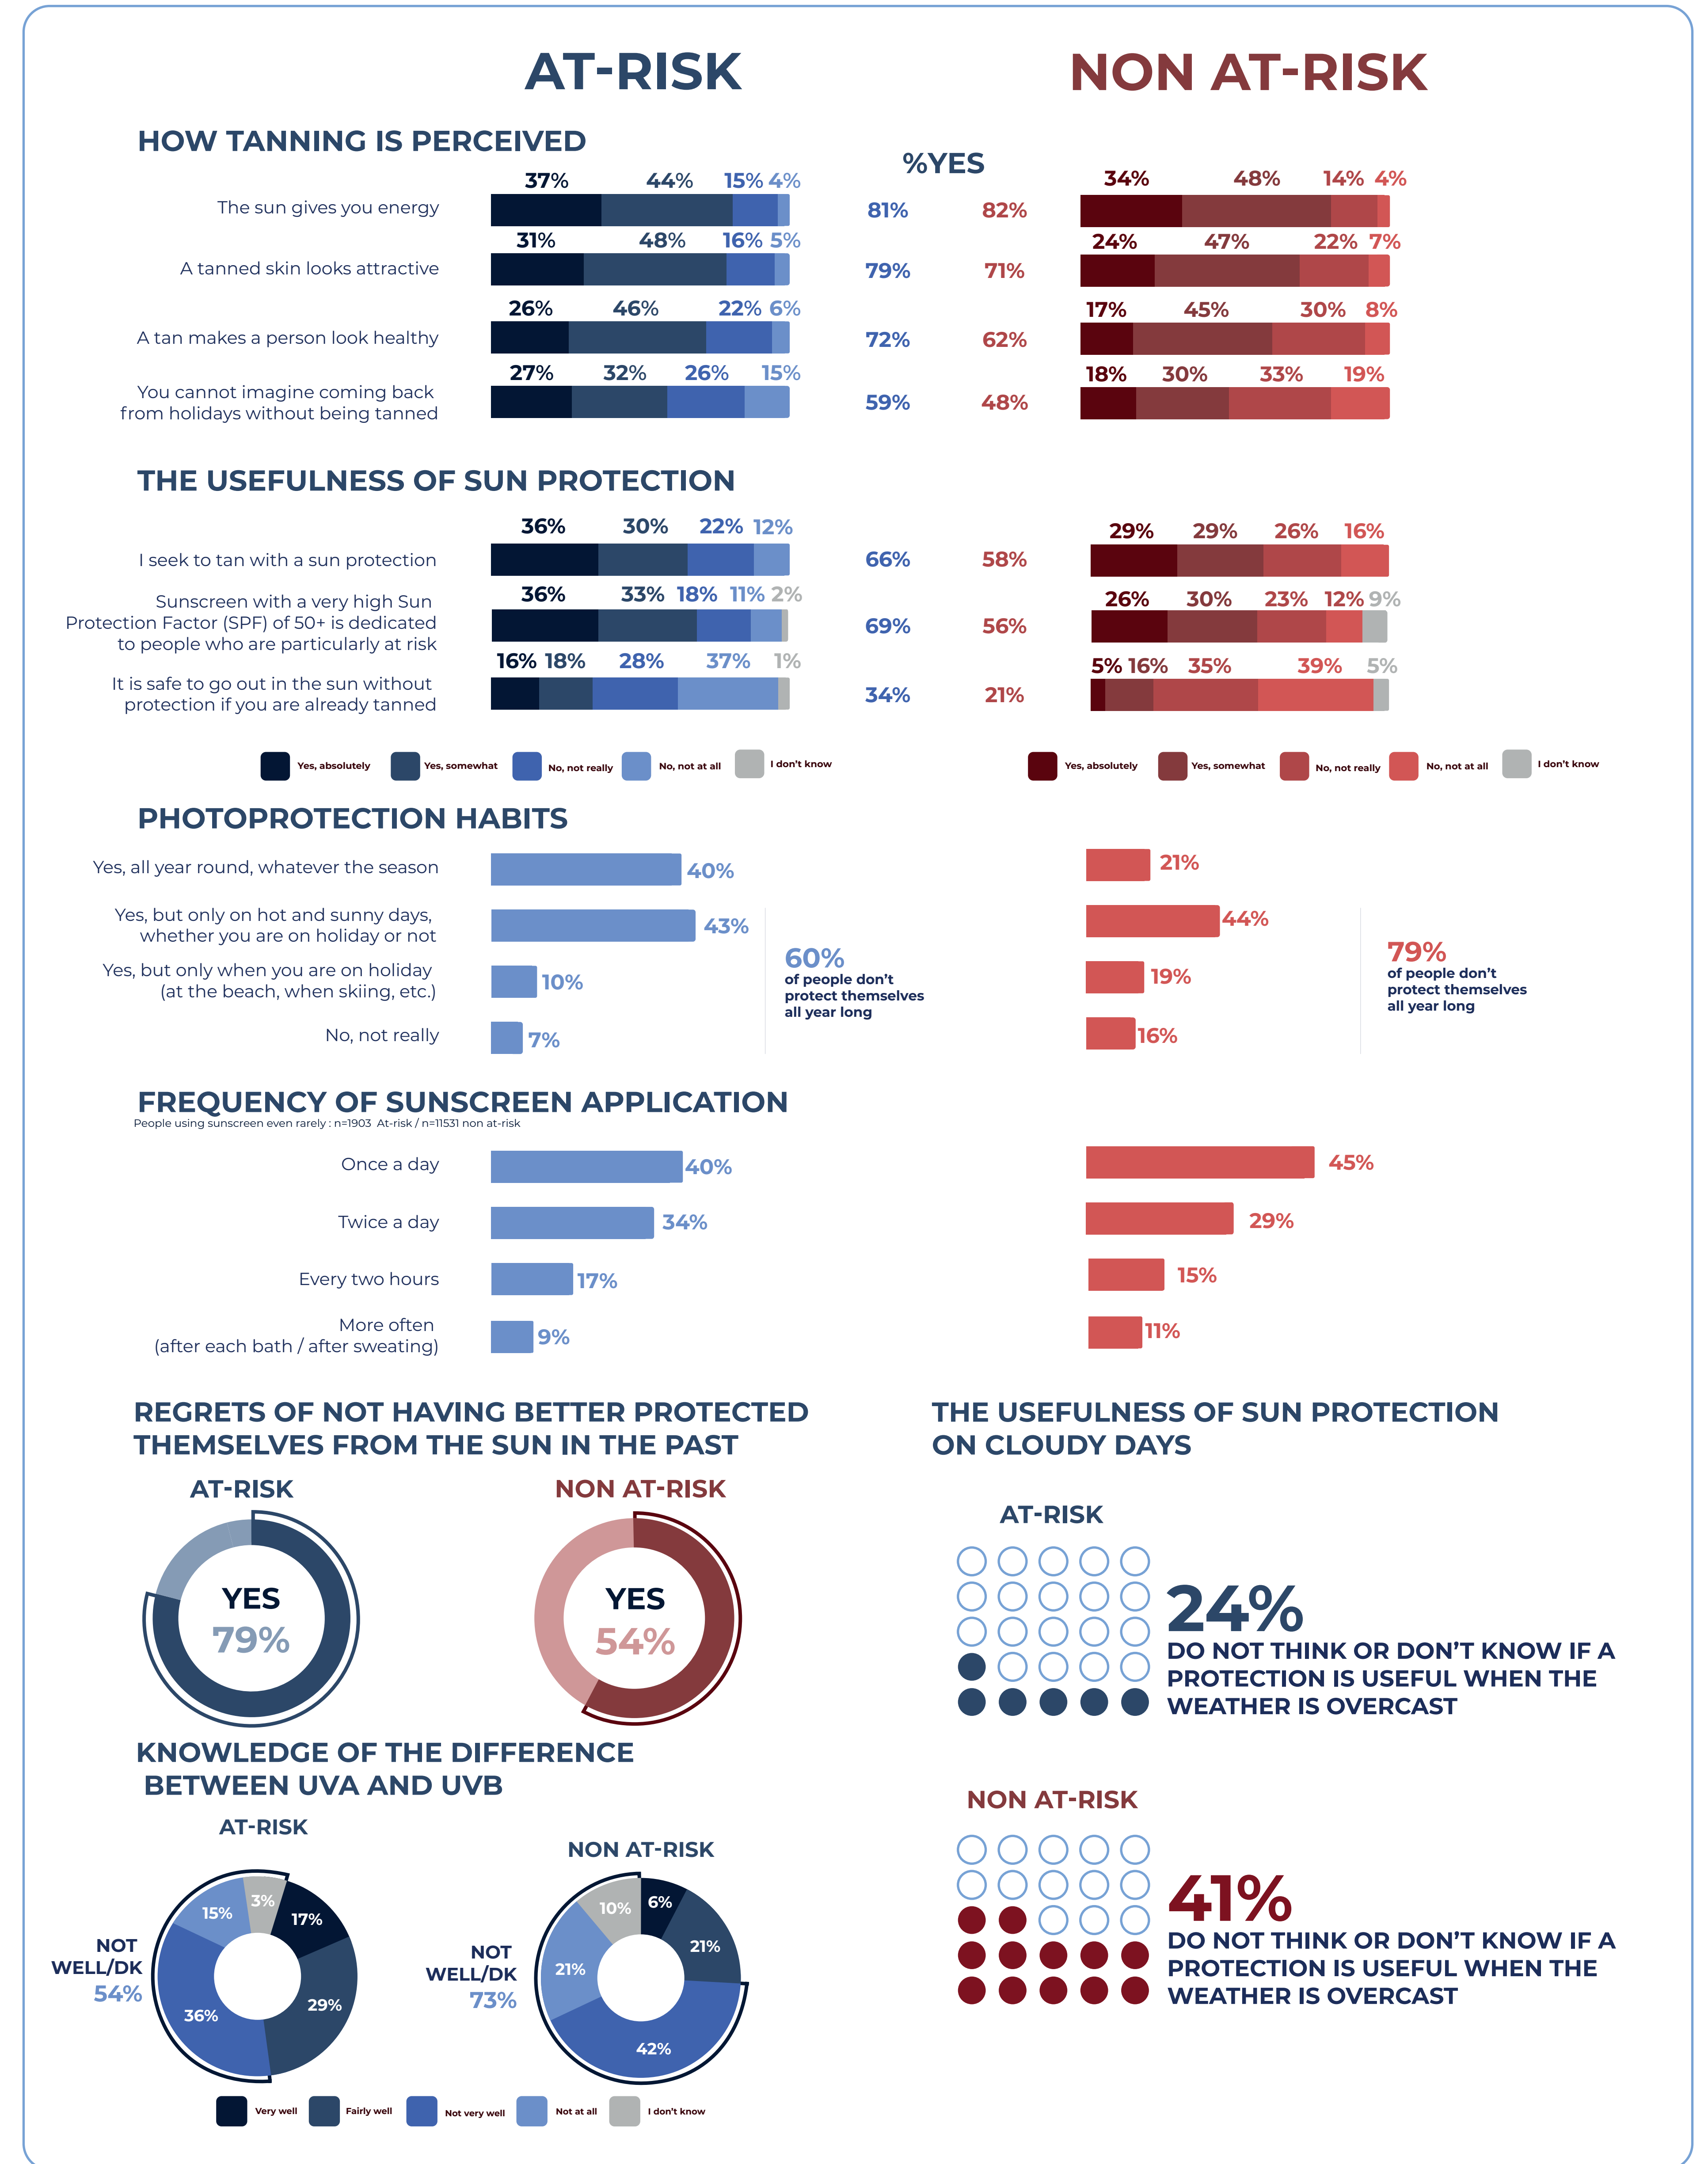 AT-RISK
NON AT-RISK
HOW TANNING IS PERCEIVED
%YES
37% 44% 15% 4%
34% 48% 14% 4%
The sun gives you energy
81% 82%
31% 48% 16% 5%
24% 47% 22% 7%
A tanned skin looks attractive
79% 71%
26% 46% 22% 6%
17% 45% 30% 8%
A tan makes a person look healthy
72% 62%
27% 32% 26% 15%
18% 30% 33% 19%
You cannot imagine coming back
from holidays without being tanned
59% 48%
THE USEFULNESS OF SUN PROTECTION
36% 30% 22% 12%
29% 29% 26% 16%
I seek to tan with a sun protection
66% 58%
36% 33% 18% 11% 2%
26% 30% 23% 12% 9%
Sunscreen with a very high Sun
Protection Factor (SPF) of 50+ is dedicated
to people who are particularly at risk
69% 56%
16% 18% 28% 37% 1%
5% 16% 35% 39% 5%
It is safe to go out in the sun without
protection if you are already tanned
34% 21%
Yes, absolutely Yes, somewhat No, not really No, not at all I don't know
Yes, absolutely Yes, somewhat No, not really No, not at all I don't know
PHOTOPROTECTION HABITS
Yes, all year round, whatever the season
40%
21%
Yes, but only on hot and sunny days,
whether you are on holiday or not
43%
44%
Yes, but only when you are on holiday
(at the beach, when skiing, etc.)
10%
19%
No, not really
7%
16%
60%
of people don't
protect themselves
all year long
79%
of people don't
protect themselves
all year long
FREQUENCY OF SUNSCREEN APPLICATION
People using sunscreen even rarely : n=1903 At-risk / n=11531 non at-risk
Once a day
40%
45%
Twice a day
34%
29%
Every two hours
17%
15%
More often
(after each bath / after sweating)
9%
11%
REGRETS OF NOT HAVING BETTER PROTECTED
THEMSELVES FROM THE SUN IN THE PAST
AT-RISK
YES
79%
NON AT-RISK
YES
54%
THE USEFULNESS OF SUN PROTECTION
ON CLOUDY DAYS
AT-RISK
24%
DO NOT THINK OR DON'T KNOW IF A
PROTECTION IS USEFUL WHEN THE
WEATHER IS OVERCAST
NON AT-RISK
41%
DO NOT THINK OR DON'T KNOW IF A
PROTECTION IS USEFUL WHEN THE
WEATHER IS OVERCAST
KNOWLEDGE OF THE DIFFERENCE
BETWEEN UVA AND UVB
AT-RISK
3%
15%
17%
NOT
WELL/DK
54%
29%
36%
NON AT-RISK
6%
10%
21%
NOT
WELL/DK
73%
21%
42%
Very well Fairly well Not very well Not at all I don't know